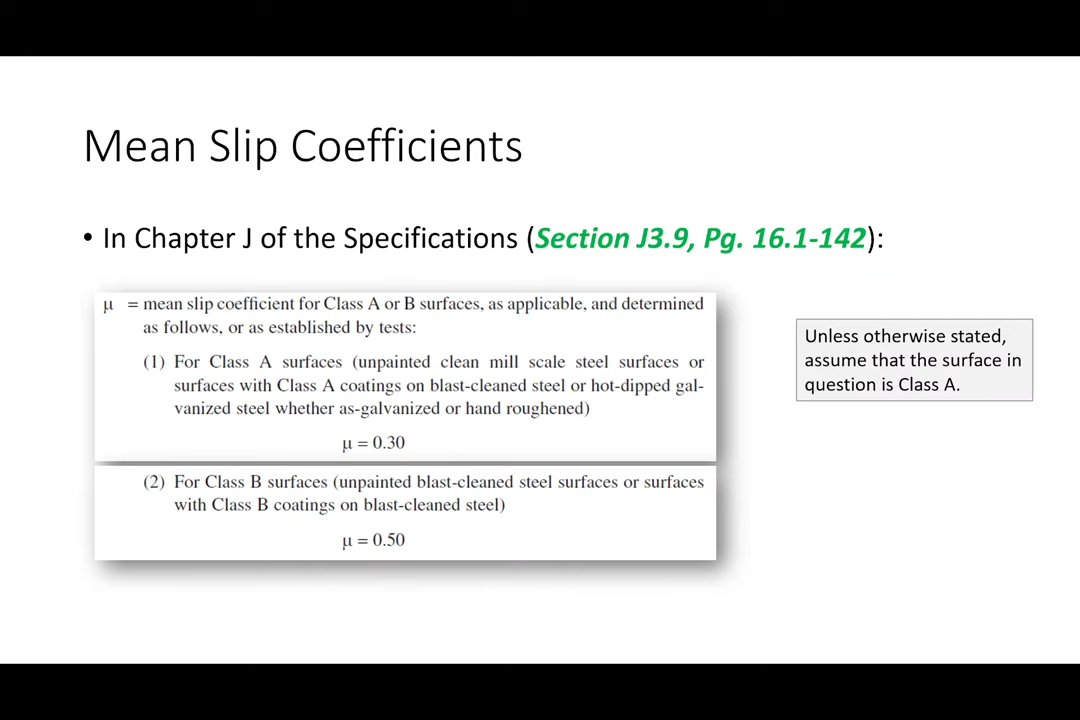 Mean Slip Coefficients
• In Chapter J of the Specifications (Section J3.9, Pg. 16.1-142):
μ = mean slip coefficient for Class A or B surfaces, as applicable, and determined
as follows, or as established by tests:
(1) For Class A surfaces (unpainted clean mill scale steel surfaces or
surfaces with Class A coatings on blast-cleaned steel or hot-dipped gal-
vanized steel whether as-galvanized or hand roughened)
μ = 0.30
(2) For Class B surfaces (unpainted blast-cleaned steel surfaces or surfaces
with Class B coatings on blast-cleaned steel)
μ = 0.50
Unless otherwise stated,
assume that the surface in
question is Class A.